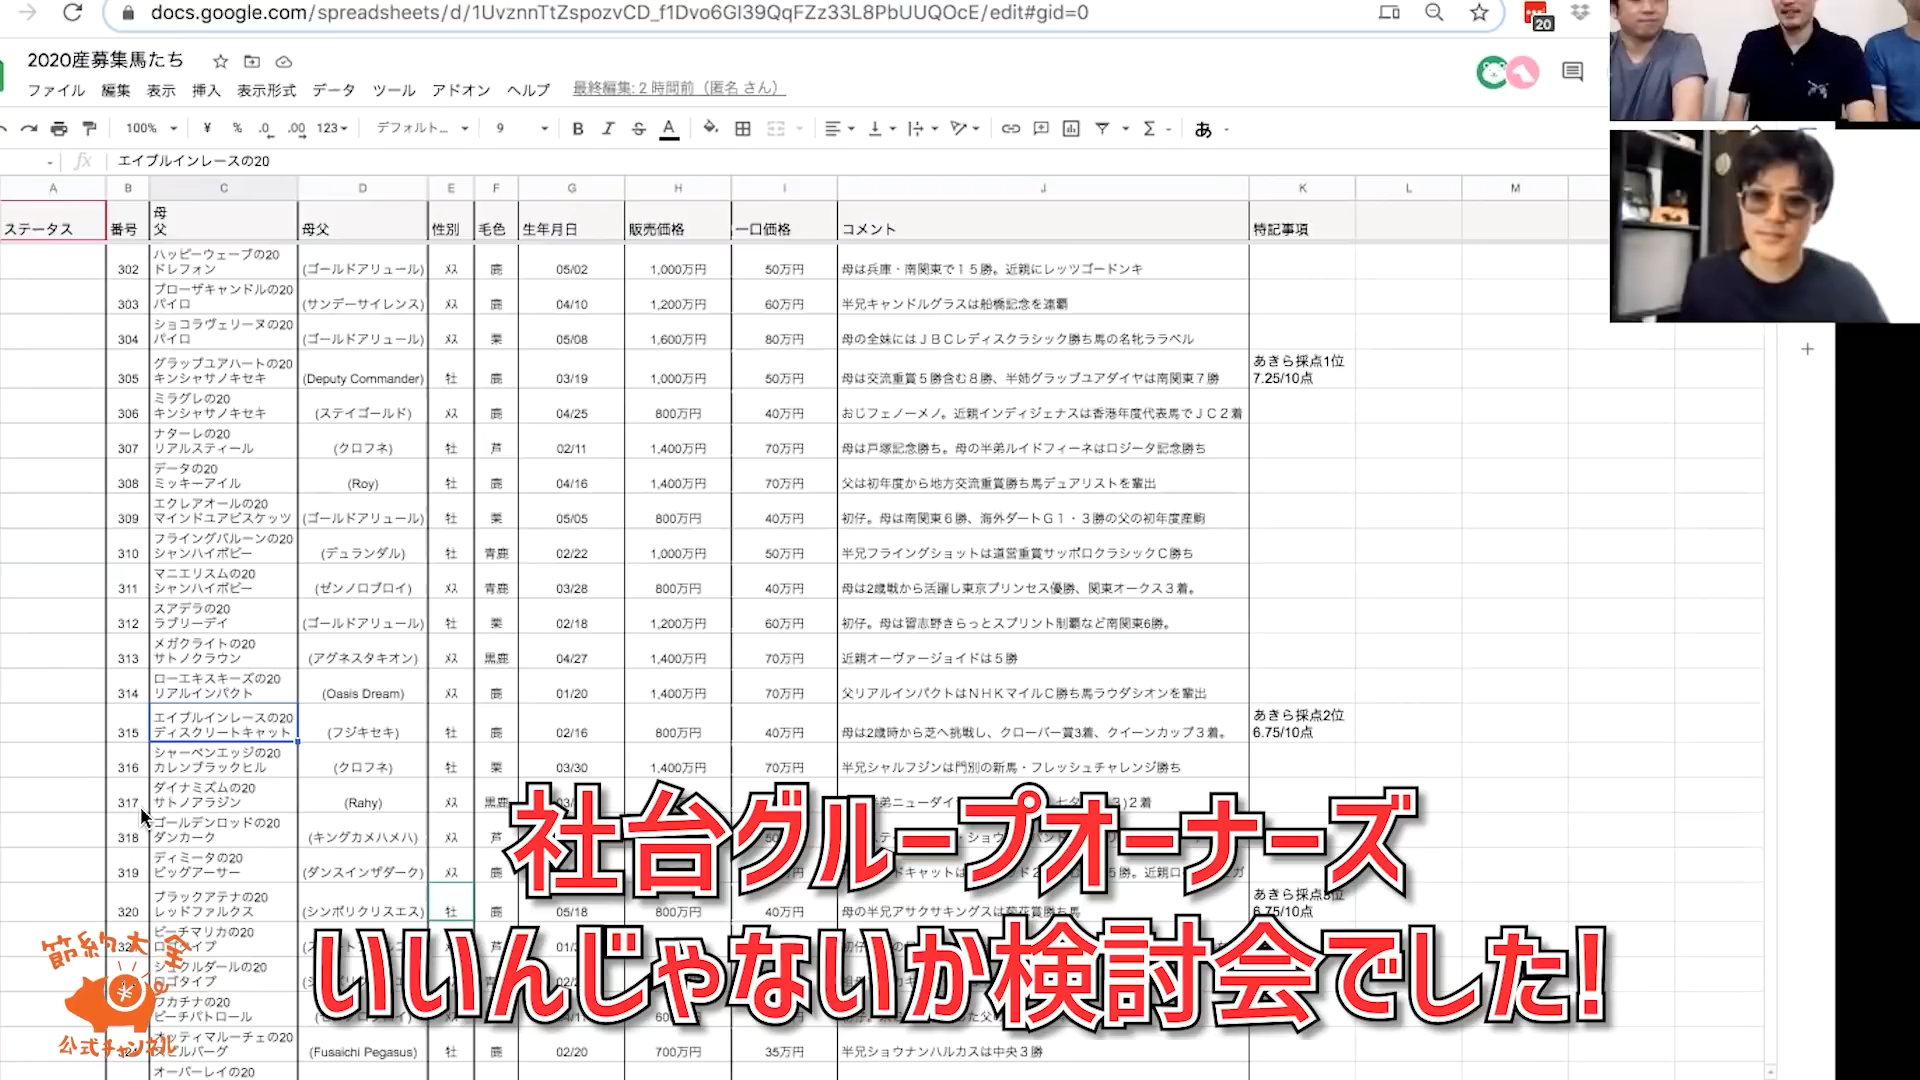 docs.google.com/spreadsheets/d/1UvznnTtZspozvCD_f1Dvo6Gl39QqFZz33L8PbUUQOcE/edit#gid=0
20
2020産募集馬たち
ファイル 編集 表示 挿入 表示形式 データ ツール アドオン ヘルプ 最終編集: 2 時間前（匿名 さん）
100% ¥ % .0 .00 123 デフォルト... 9 B I S A Σ あ
fx エイブルインレースの20
A B C D E F G H I J K L M
ステータス 番号 母 父 母父 性別 毛色 生年月日 販売価格 一口価格 コメント 特記事項
302 ハッピーウェーブの20 ドレフォン (ゴールドアリュール) メス 鹿 05/02 1,000万円 50万円 母は兵庫・南関東で１５勝。近親にレッツゴードンキ
303 ブローザキャンドルの20 パイロ (サンデーサイレンス) メス 鹿 04/10 1,200万円 60万円 半兄キャンドルグラスは船橋記念を連覇
304 ショコラヴェリーヌの20 パイロ (ゴールドアリュール) メス 栗 05/08 1,600万円 80万円 母の全妹にはＪＢＣレディスクラシック勝ち馬の名牝ララベル
305 グラッブユアハートの20 キンシャサノキセキ (Deputy Commander) 牡 鹿 03/19 1,000万円 50万円 母は交流重賞５勝含む８勝、半姉グラッブユアダイヤは南関東７勝 あきら採点1位 7.25/10点
306 ミラグレの20 キンシャサノキセキ (ステイゴールド) メス 鹿 04/25 800万円 40万円 おじフェノーメノ。近親インディジェナスは香港年度代表馬でＪＣ２着
307 ナターレの20 リアルスティール (クロフネ) 牡 芦 02/11 1,400万円 70万円 母は戸塚記念勝ち。母の半弟ルイドフィーネはロジータ記念勝ち
308 データの20 ミッキーアイル (Roy) 牡 鹿 04/16 1,400万円 70万円 父は初年度から地方交流重賞勝ち馬デュアリストを輩出
309 エクレアオールの20 マインドユアビスケッツ (ゴールドアリュール) 牡 栗 05/05 800万円 40万円 初仔。母は南関東６勝、海外ダートＧ１・３勝の父の初年度産駒
310 フライングバルーンの20 シャンハイボビー (デュランダル) 牡 青鹿 02/22 1,000万円 50万円 半兄フライングショットは道営重賞サッポロクラシックＣ勝ち
311 マニエリスムの20 シャンハイボビー (ゼンノロブロイ) メス 青鹿 03/28 800万円 40万円 母は2歳戦から活躍し東京プリンセス優勝、関東オークス３着。
312 スアデラの20 ラブリーデイ (ゴールドアリュール) 牡 栗 02/18 1,200万円 60万円 初仔。母は習志野きらっとスプリント制覇など南関東6勝。
313 メガクライトの20 サトノクラウン (アグネスタキオン) メス 黒鹿 04/27 1,400万円 70万円 近親オーヴァージョイドは５勝
314 ローエキスキーズの20 リアルインパクト (Oasis Dream) メス 鹿 01/20 1,400万円 70万円 父リアルインパクトはＮＨＫマイルＣ勝ち馬ラウダシオンを輩出
315 エイブルインレースの20 ディスクリートキャット (フジキセキ) 牡 鹿 02/16 800万円 40万円 母は2歳時から芝へ挑戦し、クローバー賞3着、クイーンカップ３着。 あきら採点2位 6.75/10点
316 シャーペンエッジの20 カレンブラックヒル (クロフネ) 牡 栗 03/30 1,400万円 70万円 半兄シャルフジンは門別の新馬・フレッシュチャレンジ勝ち
317 ダイナミズムの20 サトノアラジン (Rahy) メス 黒鹿
318 ゴールデンロッドの20 ダンカーク (キングカメハメハ) メス 芦
319 ディミータの20 ビッグアーサー (ダンスインザダーク) メス 鹿
320 ブラックアテナの20 レッドファルクス (シンボリクリスエス) 牡 鹿 05/18 800万円 40万円 母の半兄アサクサキングスは菊花賞勝ち馬 あきら採点3位 6.75/10点
ビーチマリカの20
ビーチパトロール
(Fusaichi Pegasus) 牡 鹿 02/20 700万円 35万円 半兄ショウナンハルカスは中央３勝
オーバーレイの20
社台グループオーナーズ
いいんじゃないか検討会でした!
節約大全
¥
公式チャンネル